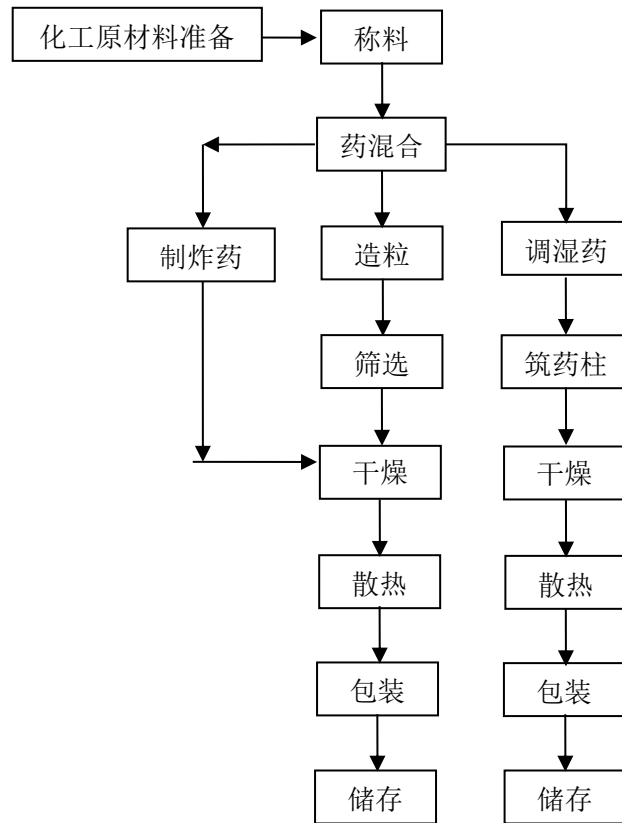 化工原材料准备
称料
药混合
制炸药
造粒
调湿药
筛选
筑药柱
干燥
干燥
散热
散热
包装
包装
储存
储存